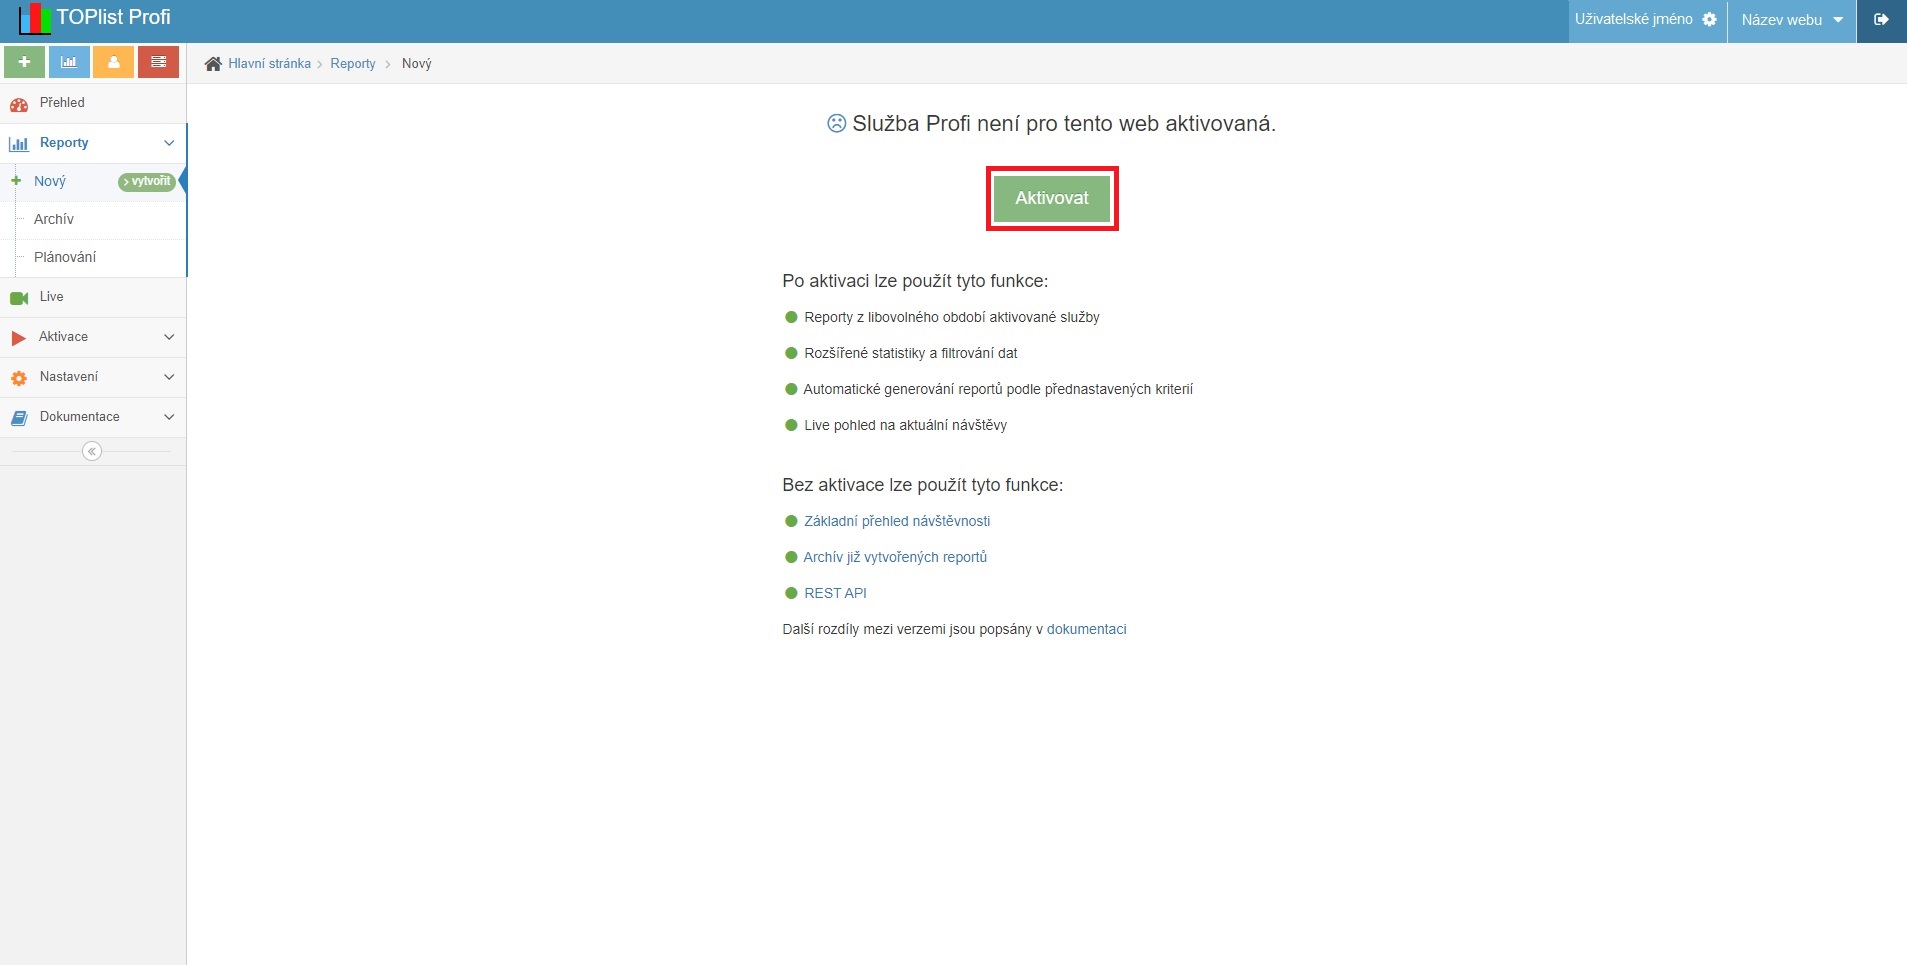 TOPlist Profi
Uživatelské jméno
Název webu
Hlavní stránka
Reporty
Nový
Přehled
Reporty
Nový
vytvořit
Archív
Plánování
Live
Aktivace
Nastavení
Dokumentace
Služba Profi není pro tento web aktivovaná.
Aktivovat
Po aktivaci lze použít tyto funkce:
Reporty z libovolného období aktivované služby
Rozšířené statistiky a filtrování dat
Automatické generování reportů podle přednastavených kriterií
Live pohled na aktuální návštěvy
Bez aktivace lze použít tyto funkce:
Základní přehled návštěvnosti
Archív již vytvořených reportů
REST API
Další rozdíly mezi verzemi jsou popsány v dokumentaci